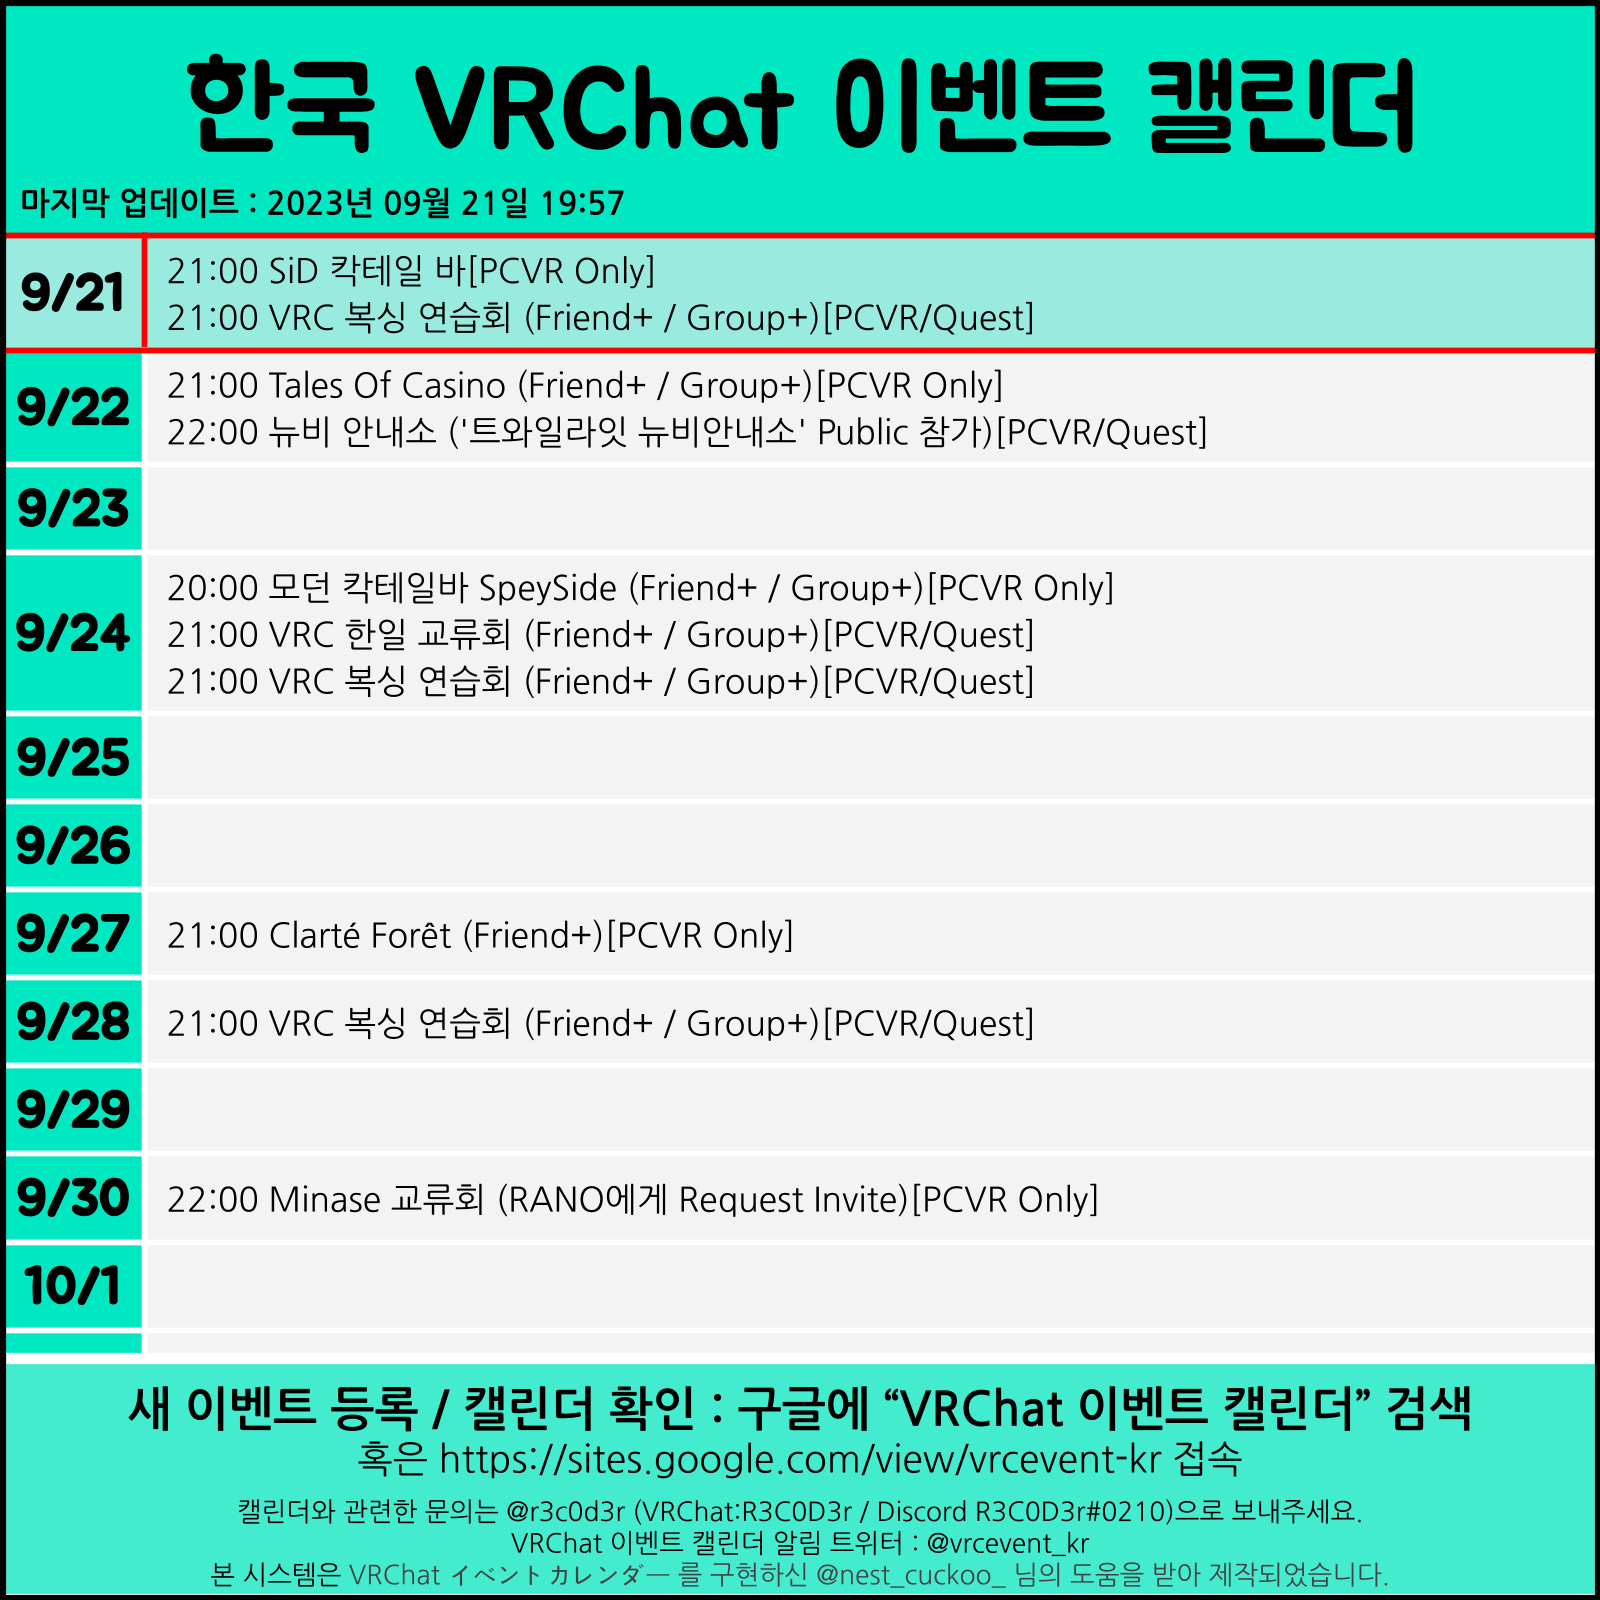 한국 VRChat 이벤트 캘린더
마지막 업데이트 : 2023년 09월 21일 19:57
9/21
21:00 SiD 칵테일 바[PCVR Only]
21:00 VRC 복싱 연습회 (Friend+ / Group+)[PCVR/Quest]
9/22
21:00 Tales Of Casino (Friend+ / Group+)[PCVR Only]
22:00 뉴비 안내소 ('트와일라잇 뉴비안내소' Public 참가)[PCVR/Quest]
9/23
9/24
20:00 모던 칵테일바 SpeySide (Friend+ / Group+)[PCVR Only]
21:00 VRC 한일 교류회 (Friend+ / Group+)[PCVR/Quest]
21:00 VRC 복싱 연습회 (Friend+ / Group+)[PCVR/Quest]
9/25
9/26
9/27
21:00 Clarté Forêt (Friend+)[PCVR Only]
9/28
21:00 VRC 복싱 연습회 (Friend+ / Group+)[PCVR/Quest]
9/29
9/30
22:00 Minase 교류회 (RANO에게 Request Invite)[PCVR Only]
10/1
새 이벤트 등록 / 캘린더 확인 : 구글에 “VRChat 이벤트 캘린더” 검색
혹은 https://sites.google.com/view/vrcevent-kr 접속
캘린더와 관련한 문의는 @r3c0d3r (VRChat:R3C0D3r / Discord R3C0D3r#0210)으로 보내주세요.
VRChat 이벤트 캘린더 알림 트위터 : @vrcevent_kr
본 시스템은 VRChat イベントカレンダー 를 구현하신 @nest_cuckoo_ 님의 도움을 받아 제작되었습니다.